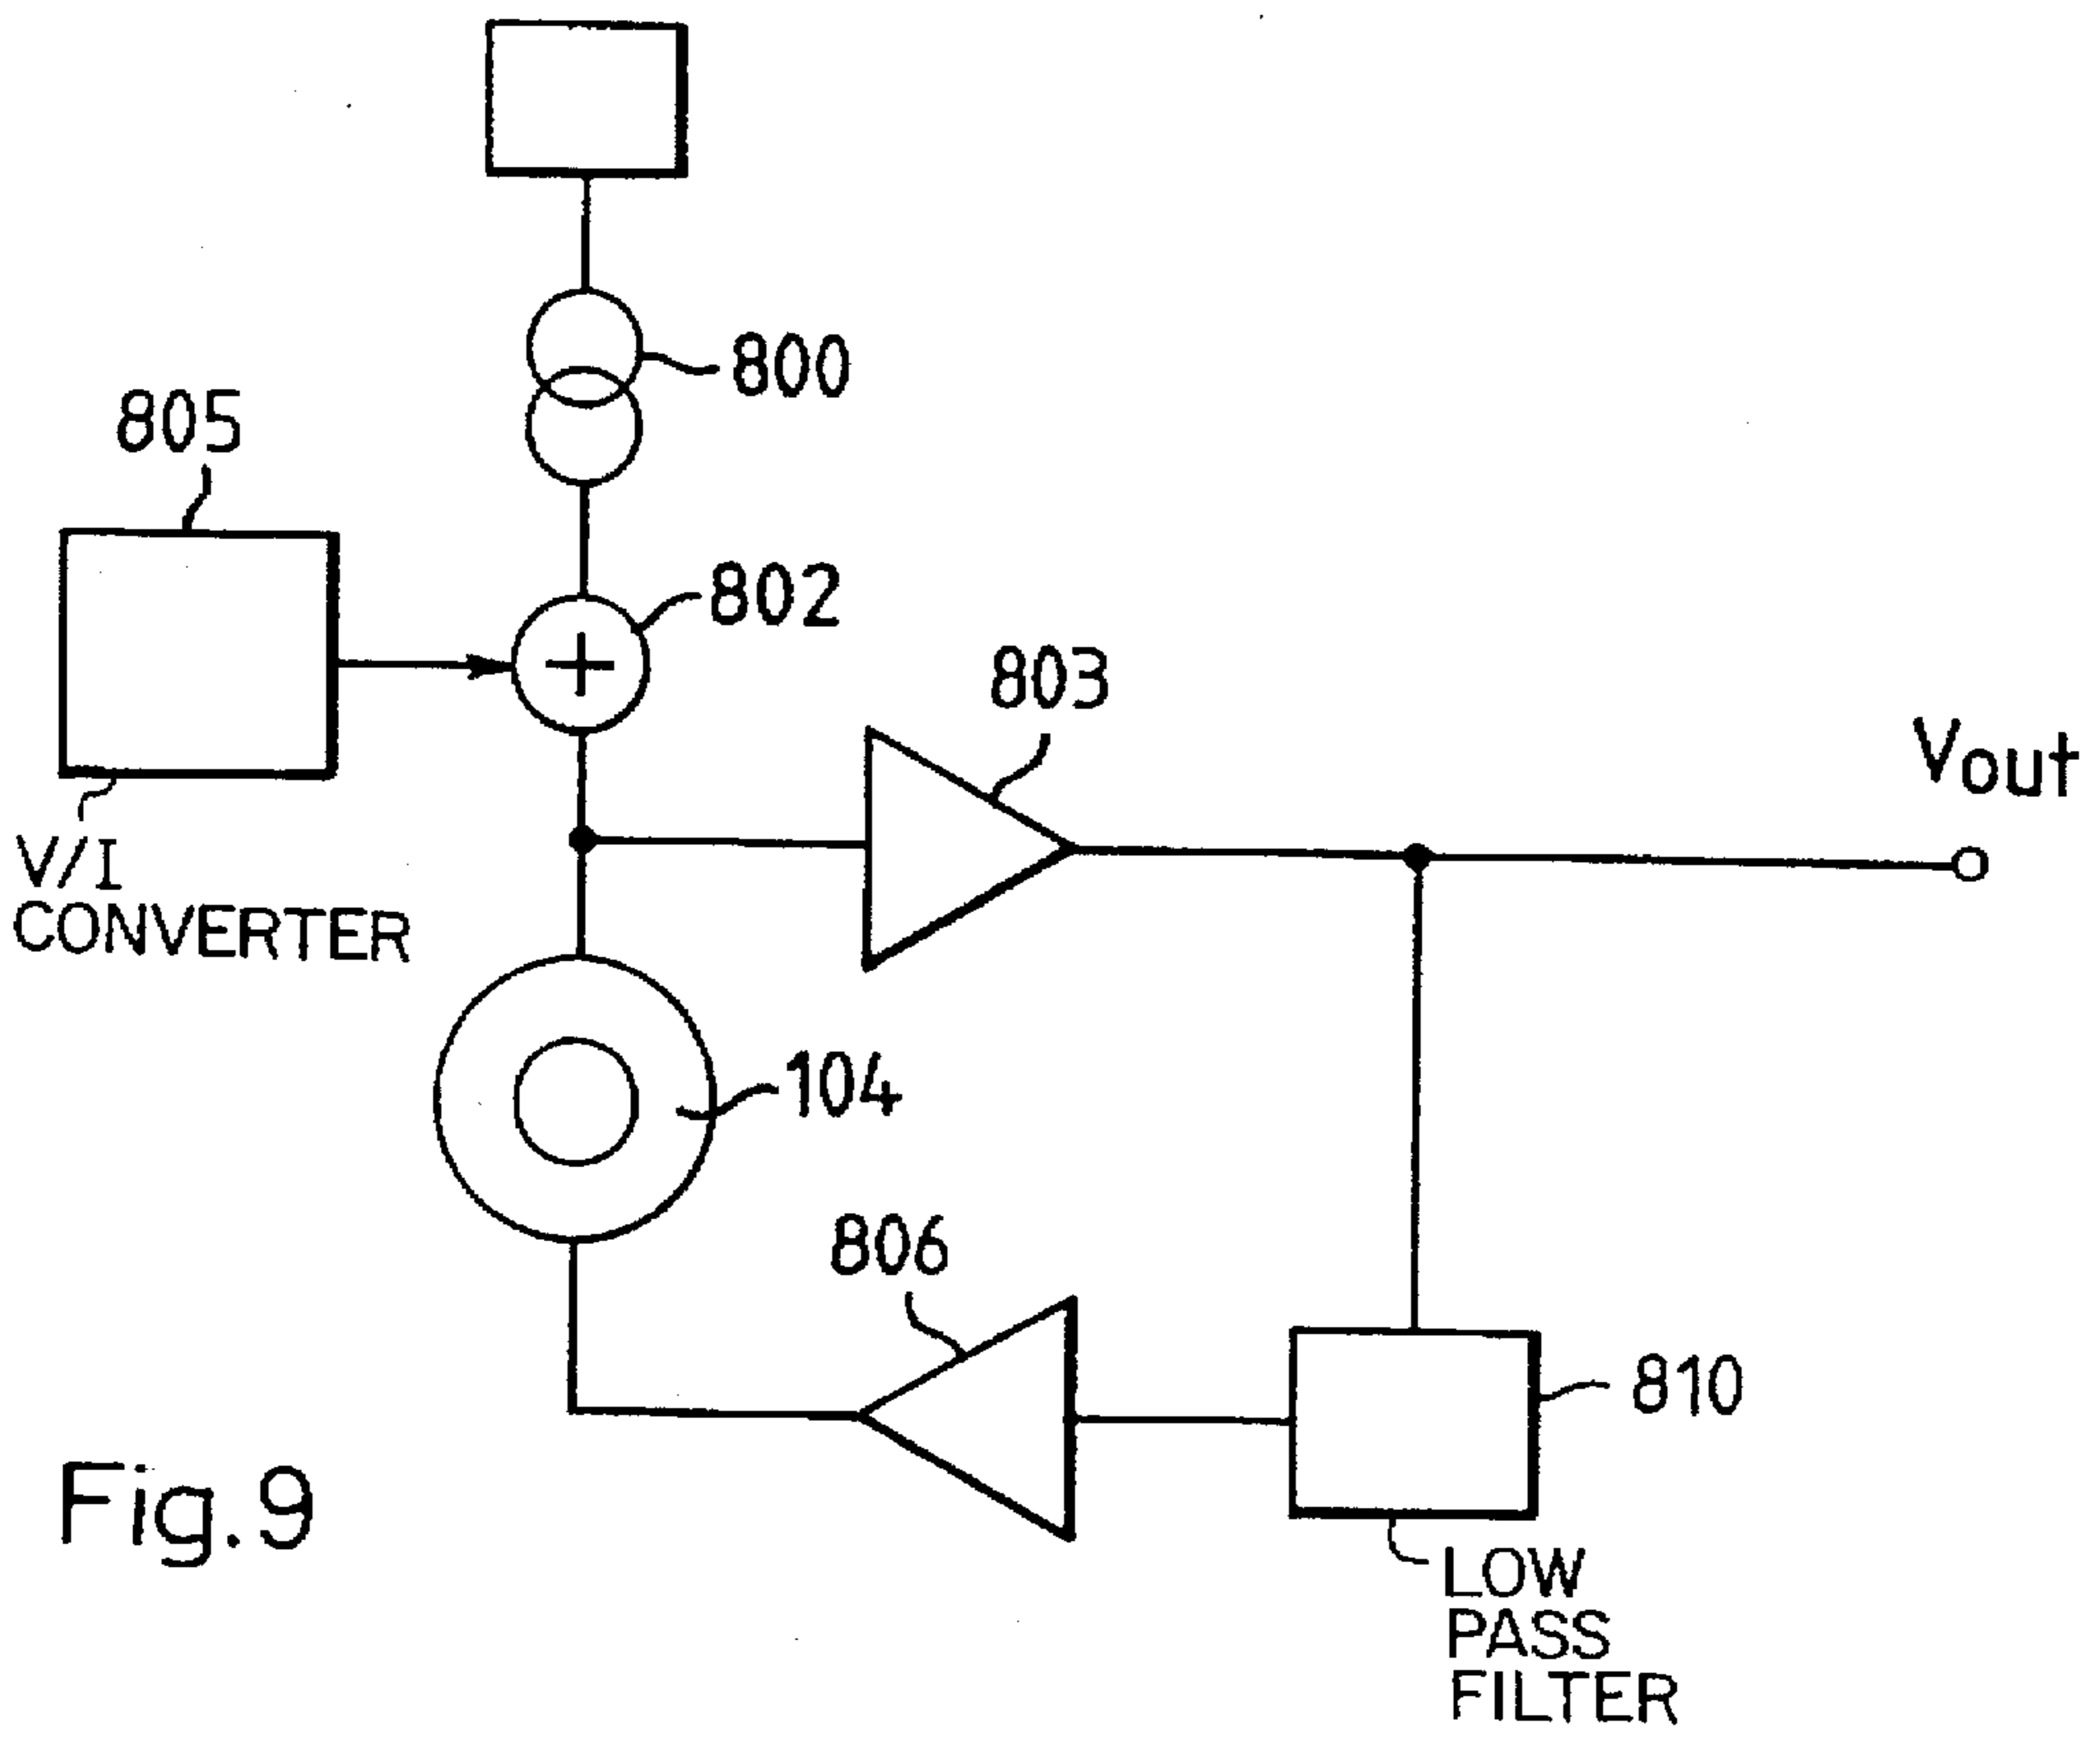 800
805
802
803
Vout
V/I
CONVERTER
104
806
810
Fig.9
LOW
PASS
FILTER